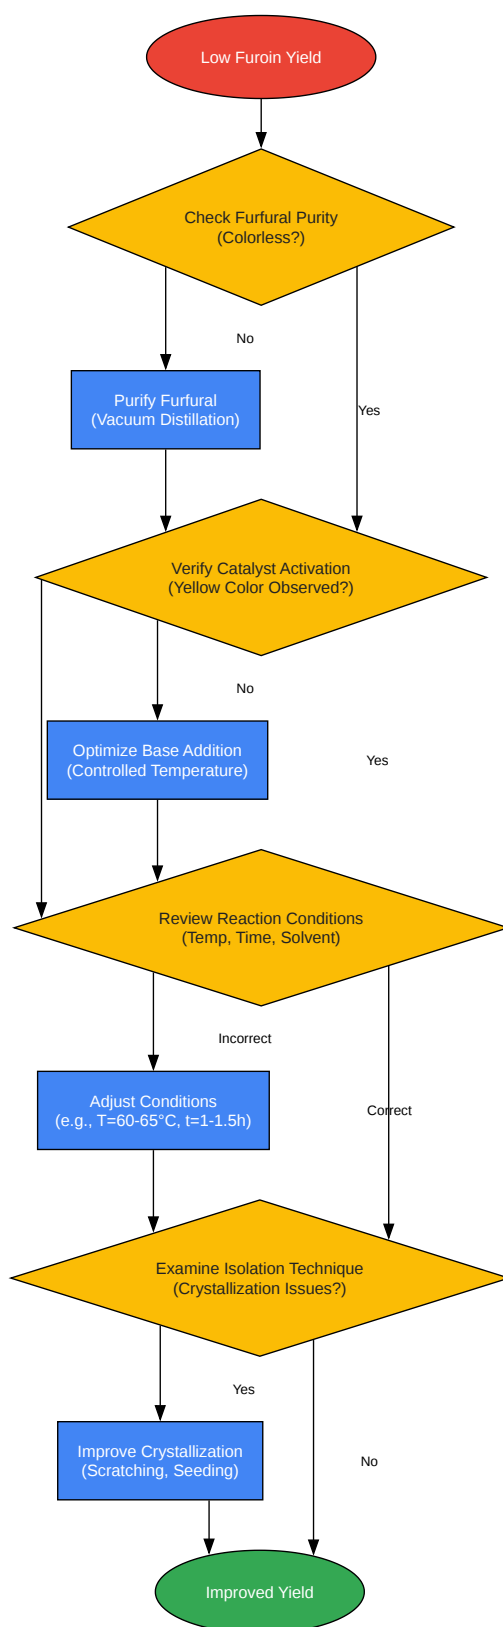 Low Furoin Yield
Check Furfural Purity
(Colorless?)
No
Purify Furfural
(Vacuum Distillation)
Yes
Verify Catalyst Activation
(Yellow Color Observed?)
No
Optimize Base Addition
(Controlled Temperature)
Yes
Review Reaction Conditions
(Temp, Time, Solvent)
Incorrect
Adjust Conditions
(e.g., T=60-65°C, t=1-1.5h)
Correct
Examine Isolation Technique
(Crystallization Issues?)
Yes
Improve Crystallization
(Scratching, Seeding)
No
Improved Yield